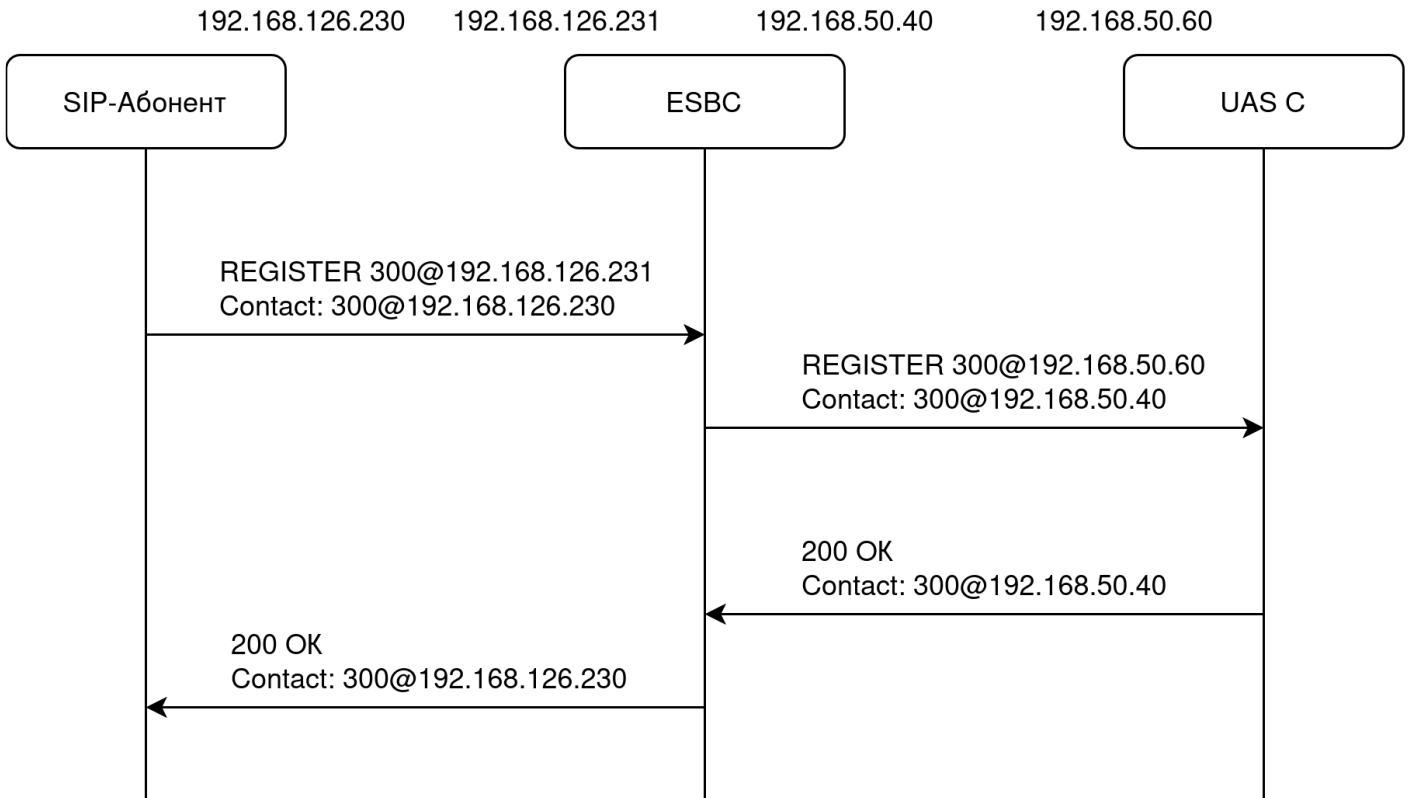 192.168.126.230 192.168.126.231 192.168.50.40 192.168.50.60
SIP-Абонент ESBC UAS C
REGISTER 300@192.168.126.231
Contact: 300@192.168.126.230
REGISTER 300@192.168.50.60
Contact: 300@192.168.50.40
200 OK
Contact: 300@192.168.50.40
200 OK
Contact: 300@192.168.126.230